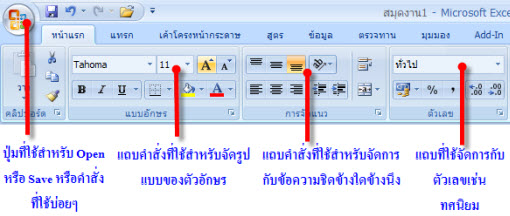 สมุดงาน1 - Microsoft Exce
หน้าแรก แทรก เค้าโครงหน้ากระดาษ สูตร ข้อมูล ตรวจทาน มุมมอง Add-In
Tahoma 11 A A ทั่วไป
วาง B I U A % ,
คลิปบอร์ด แบบอักษร การจัดแนว ตัวเลข
ปุ่มที่ใช้สำหรับ Open แถบคำสั่งที่ใช้สำหรับจัดรูป แถบคำสั่งที่ใช้สำหรับจัดการ แถบที่ใช้จัดการกับ
หรือ Save หรือคำสั่ง แบบของตัวอักษร กับข้อความชิดข้างใดข้างนึง ตัวเลขเช่น
ที่ใช้บ่อยๆ ทศนิยม